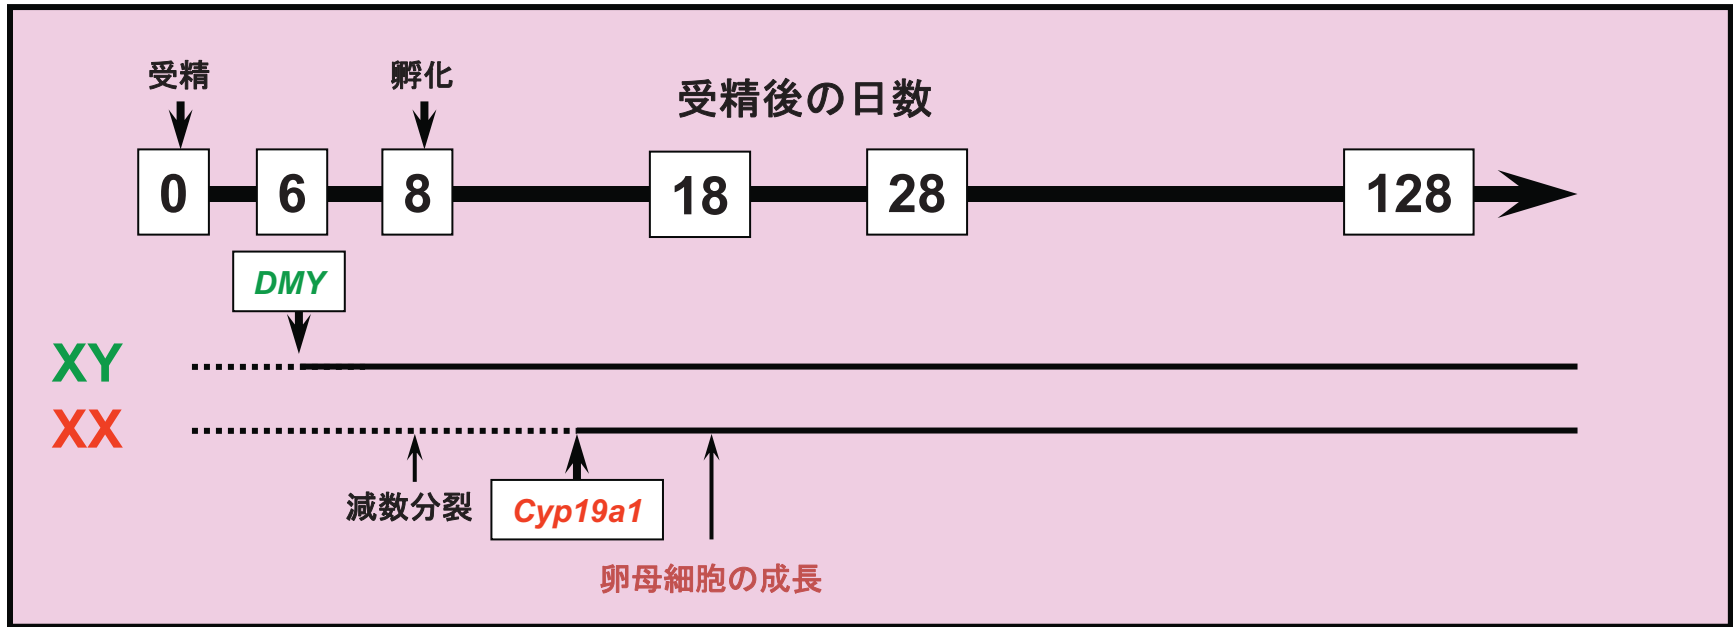 受精
孵化
受精後の日数
0 6 8 18 28 128
DMY
XY
XX
減数分裂
Cyp19a1
卵母細胞の成長